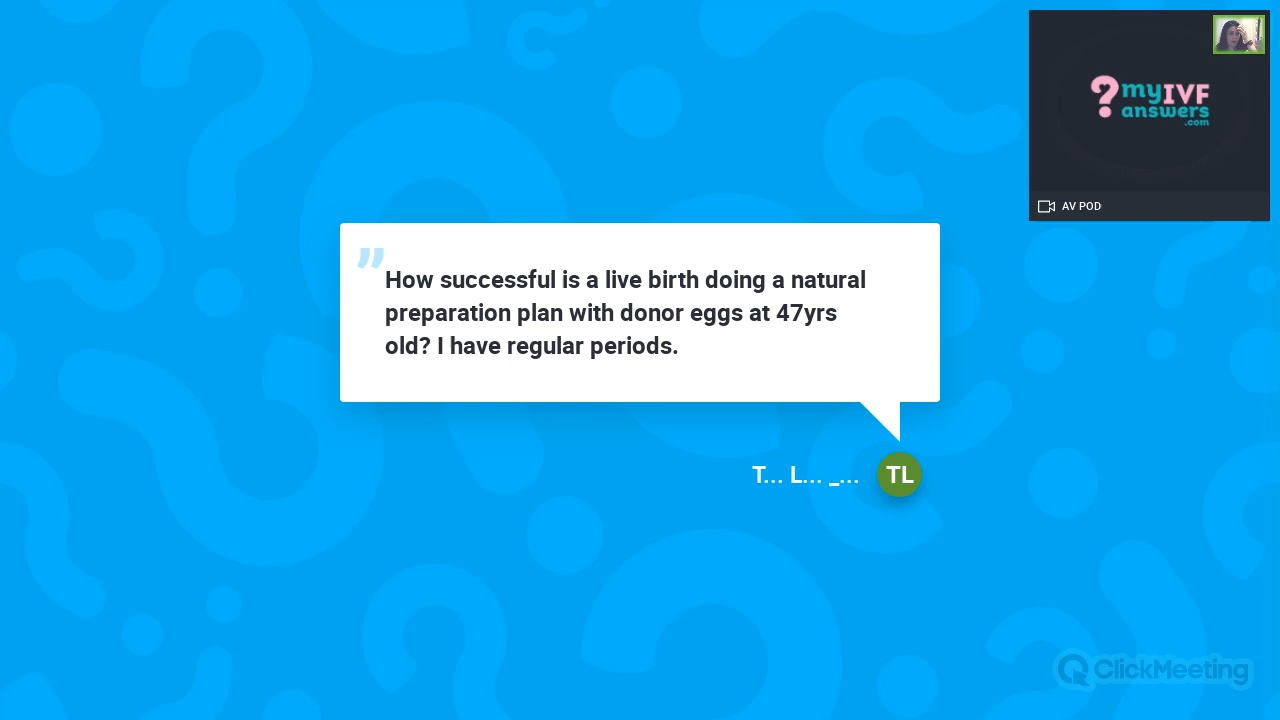 myIVF
answers
.com
AV POD
How successful is a live birth doing a natural
preparation plan with donor eggs at 47yrs
old? I have regular periods.
T... L... _... TL
ClickMeeting